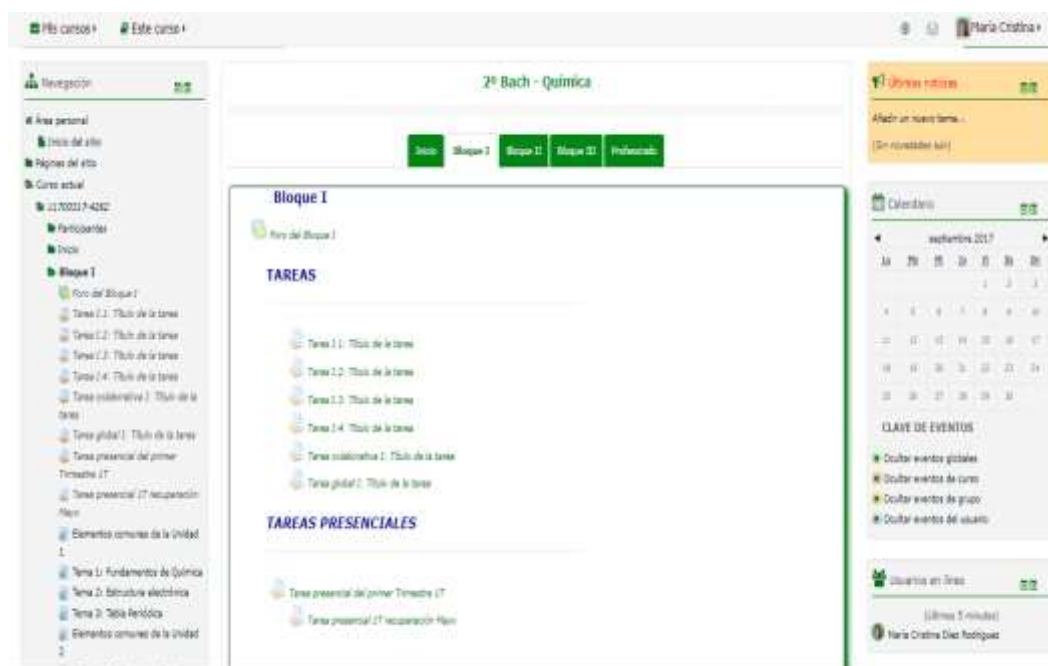 Mis cursos
Este curso
María Cristina
Navegación
Área personal
Inicio del sitio
Páginas del sitio
Curso actual
11700317-4262
Participantes
Inicio
Bloque I
Foro del Bloque I
Tarea I.1: Título de la tarea
Tarea I.2: Título de la tarea
Tarea I.3: Título de la tarea
Tarea I.4: Título de la tarea
Tarea colaborativa I: Título de la
tarea
Tarea global I: Título de la tarea
Tarea presencial del primer
Trimestre 1T
Tarea presencial 1T recuperación
Mayo
Elementos comunes de la Unidad
1
Tema 1: Fundamentos de Química
Tema 2: Estructura electrónica
Tema 3: Tabla Periódica
Elementos comunes de la Unidad
2
2º Bach - Química
Inicio
Bloque I
Bloque II
Bloque III
Profesorado
Bloque I
Foro del Bloque I
TAREAS
Tarea I.1: Título de la tarea
Tarea I.2: Título de la tarea
Tarea I.3: Título de la tarea
Tarea I.4: Título de la tarea
Tarea colaborativa I: Título de la tarea
Tarea global I: Título de la tarea
TAREAS PRESENCIALES
Tarea presencial del primer Trimestre 1T
Tarea presencial 1T recuperación Mayo
Últimas noticias
Añadir un nuevo tema...
(Sin novedades aún)
Calendario
septiembre 2017
1 2 3
CLAVE DE EVENTOS
Ocultar eventos globales
Ocultar eventos de curso
Ocultar eventos de grupo
Ocultar eventos del usuario
Usuarios en línea
(últimos 5 minutos)
María Cristina Díez Rodríguez